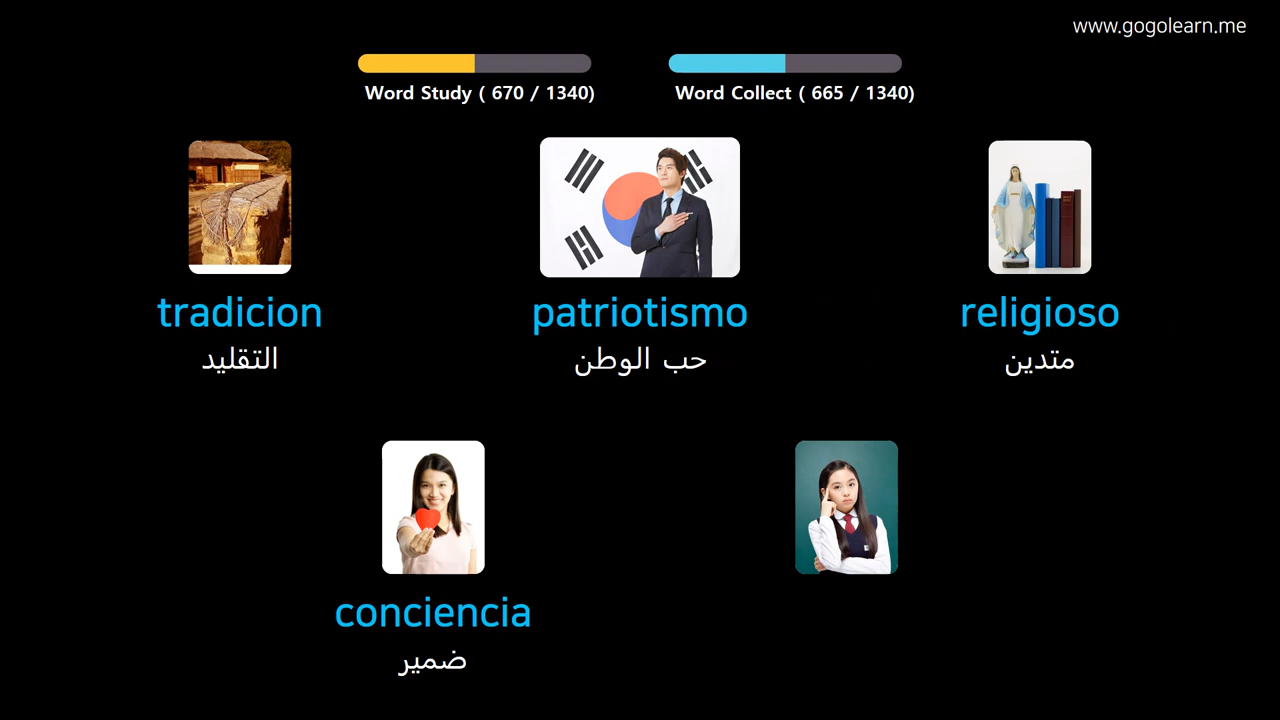 www.gogolearn.me
Word Study ( 670 / 1340)
Word Collect ( 665 / 1340)
tradicion
التقليد
patriotismo
حب الوطن
religioso
متدين
conciencia
ضمير